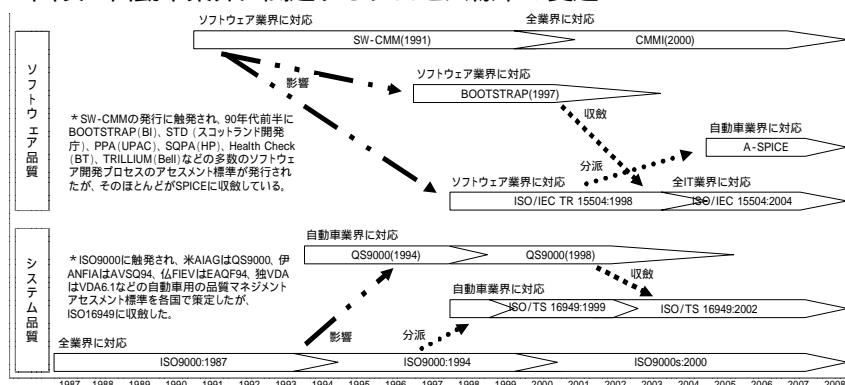 ソフトウェア業界に対応
全業界に対応
SW-CMM(1991)
CMMI(2000)
影響
ソフトウェア業界に対応
BOOTSTRAP(1997)
収斂
*SW-CMMの発行に触発され、90年代前半に
BOOTSTRAP(BI)、STD (スコットランド開発
庁)、PPA(UPAC)、SQPA(HP)、Health Check
(BT)、TRILLIUM(Bell)などの多数のソフトウェ
ア開発プロセスのアセスメント標準が発行され
たが、そのほとんどがSPICEに収斂している。
自動車業界に対応
A-SPICE
分派
ソフトウェア業界に対応
全IT業界に対応
ISO/IEC TR 15504:1998
ISO/IEC 15504:2004
ソフトウェア品質
自動車業界に対応
QS9000(1994)
QS9000(1998)
*ISO9000に触発され、米AIAGはQS9000、伊
ANFIAはAVSQ94、仏FIEVはEAQF94、独VDA
はVDA6.1などの自動車用の品質マネジメント
アセスメント標準を各国で策定したが、
ISO16949に収斂した。
収斂
自動車業界に対応
ISO/TS 16949:1999
ISO/TS 16949:2002
影響
分派
全業界に対応
ISO9000:1987
ISO9000:1994
ISO9000s:2000
システム品質
1987 1988 1989 1990 1991 1992 1993 1994 1995 1996 1997 1998 1999 2000 2001 2002 2003 2004 2005 2006 2007 2008